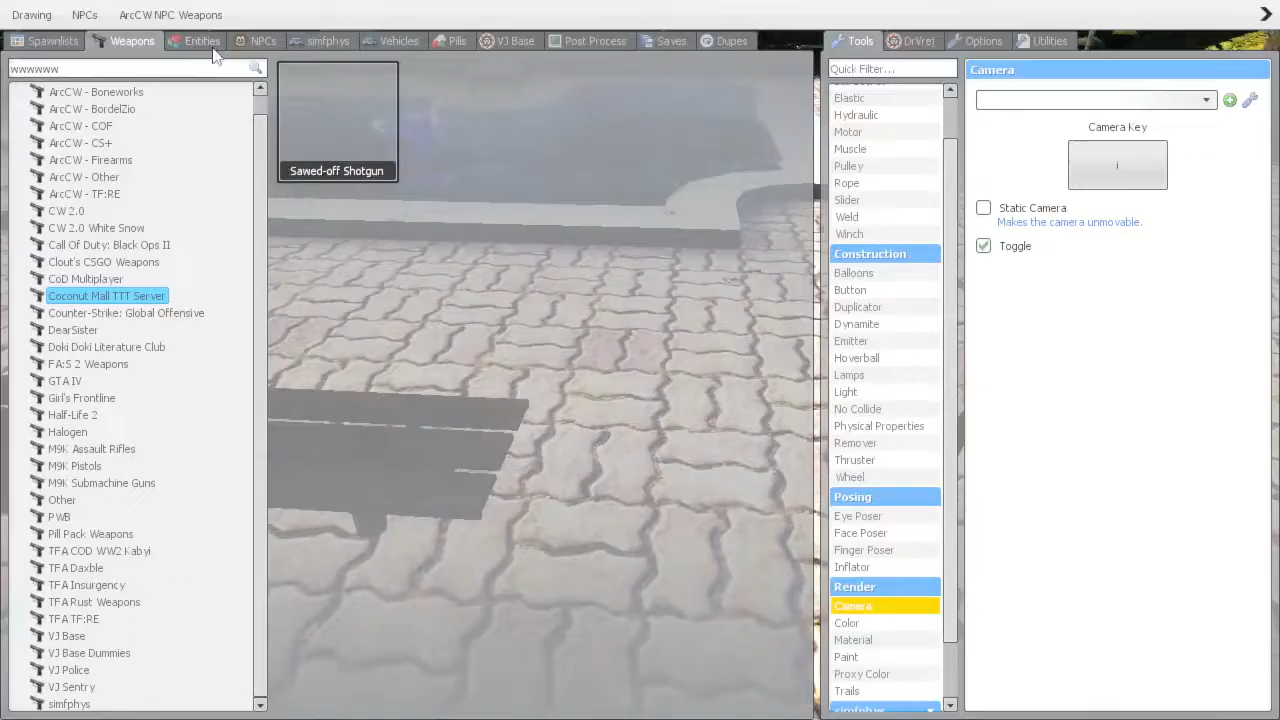 Drawing NPCs ArcCW NPC Weapons
Spawnlists Weapons Entities NPCs simfphys Vehicles Pills VJ Base Post Process Saves Dupes
wwwwww
ArcCW - Boneworks
ArcCW - BordelZio
ArcCW - COF
ArcCW - CS+
ArcCW - Firearms
ArcCW - Other
ArcCW - TF:RE
CW 2.0
CW 2.0 White Snow
Call Of Duty: Black Ops II
Clout's CSGO Weapons
CoD Multiplayer
Coconut Mall TTT Server
Counter-Strike: Global Offensive
DearSister
Doki Doki Literature Club
FA:S 2 Weapons
GTA IV
Girl's Frontline
Half-Life 2
Halogen
M9K Assault Rifles
M9K Pistols
M9K Submachine Guns
Other
PWB
Pill Pack Weapons
TFA COD WW2 Kabyi
TFA Daxble
TFA Insurgency
TFA Rust Weapons
TFA TF:RE
VJ Base
VJ Base Dummies
VJ Police
VJ Sentry
simfphys
Sawed-off Shotgun
Tools DrVrej Options Utilities
Quick Filter...
Elastic
Hydraulic
Motor
Muscle
Pulley
Rope
Slider
Weld
Winch
Construction
Balloons
Button
Duplicator
Dynamite
Emitter
Hoverball
Lamps
Light
No Collide
Physical Properties
Remover
Thruster
Wheel
Posing
Eye Poser
Face Poser
Finger Poser
Inflator
Render
Camera
Color
Material
Paint
Proxy Color
Trails
simfphys
Camera
Camera Key
i
Static Camera
Makes the camera unmovable.
Toggle